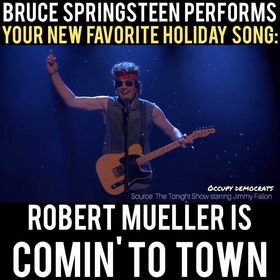 BRUCE SPRINGSTEEN PERFORMS
YOUR NEW FAVORITE HOLIDAY SONG:
OCCUPY DEMOCRATS
Source: The Tonight Show starring Jimmy Fallon
ROBERT MUELLER IS
COMIN' TO TOWN